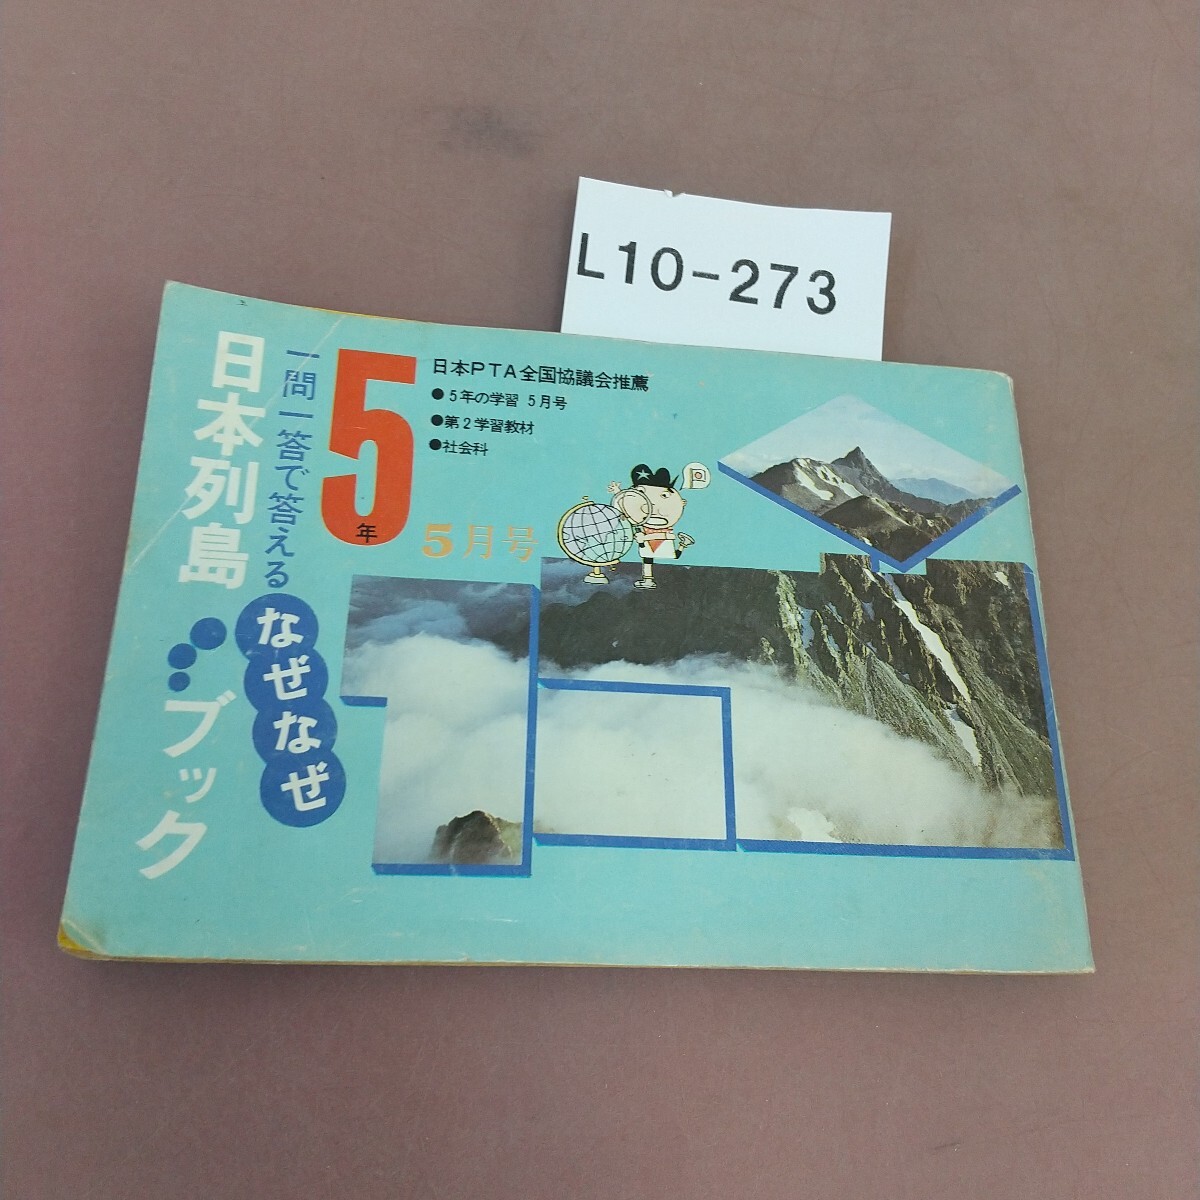 L10-273
日本PTA全国協議会推薦
●5年の学習 5月号
●第2学習教材
●社会科
5年
5月号
一問一答で答える
なぜなぜ
日本列島
ブック